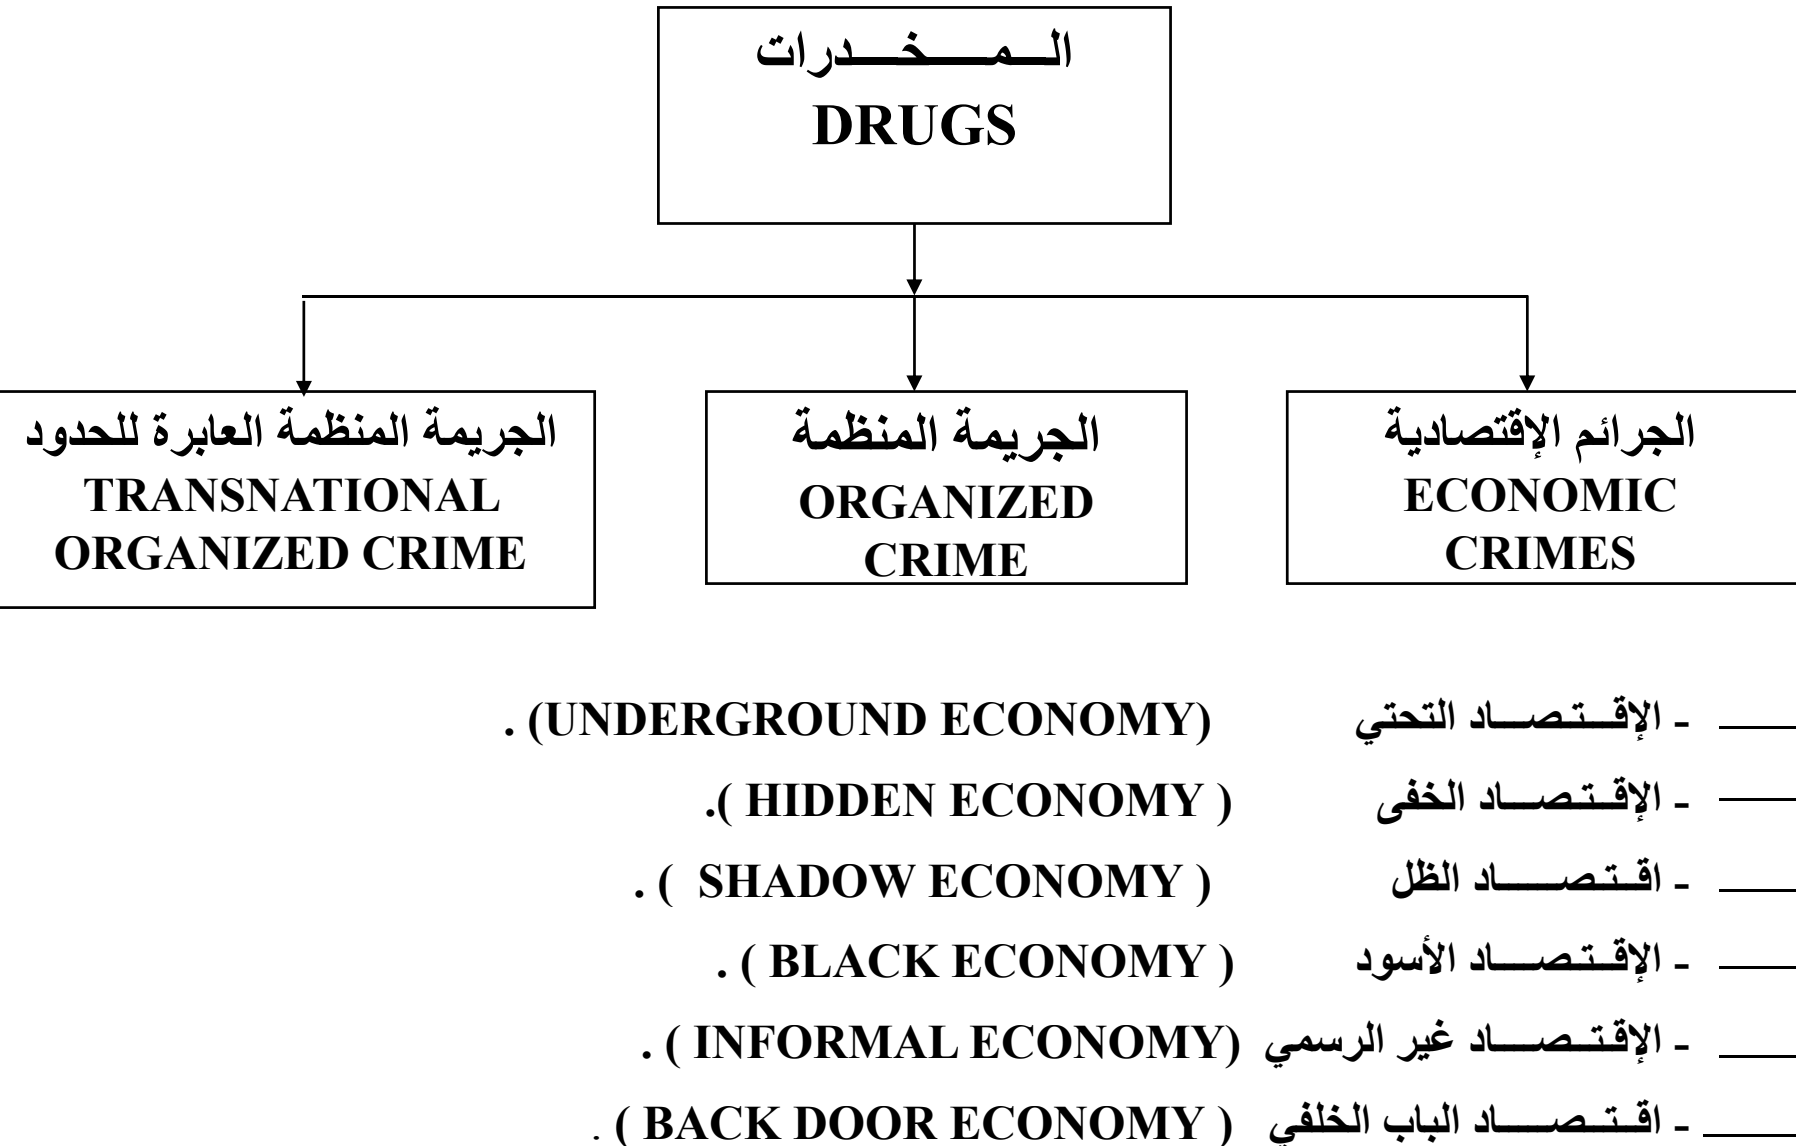 المخدرات
DRUGS
الجرائم الإقتصادية
ECONOMIC
CRIMES
الجريمة المنظمة
ORGANIZED
CRIME
الجريمة المنظمة العابرة للحدود
TRANSNATIONAL
ORGANIZED CRIME
- الإقتصاد التحتي (UNDERGROUND ECONOMY) .
- الإقتصاد الخفى ( HIDDEN ECONOMY ).
- اقتصاد الظل ( SHADOW ECONOMY ) .
- الإقتصاد الأسود ( BLACK ECONOMY ) .
- الإقتصاد غير الرسمي (INFORMAL ECONOMY ) .
- اقتصاد الباب الخلفي ( BACK DOOR ECONOMY ) .